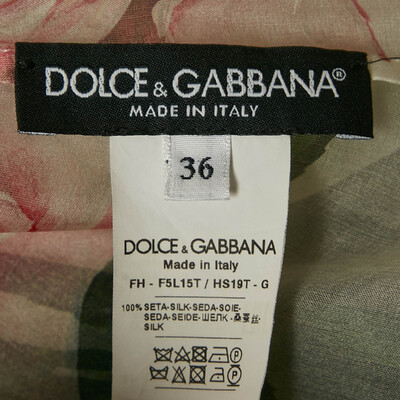 DOLCE & GABBANA®
MADE IN ITALY
36
DOLCE & GABBANA
Made in Italy
FH - F5L15T / HS19T - G
100% SETA-SILK-SEDA-SOIE-
SEDA-SEIDE-ШЕЛК - 桑蚕丝-
SILK